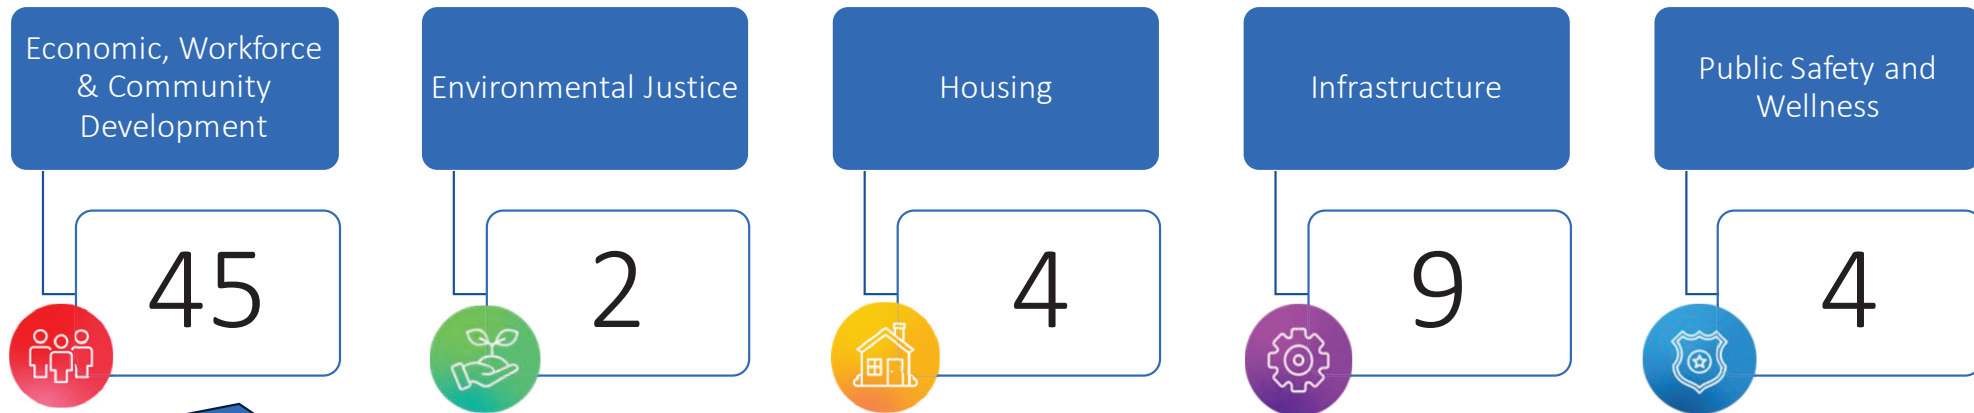 Economic, Workforce
& Community
Development
45
Environmental Justice
2
Housing
4
Infrastructure
9
Public Safety and
Wellness
4